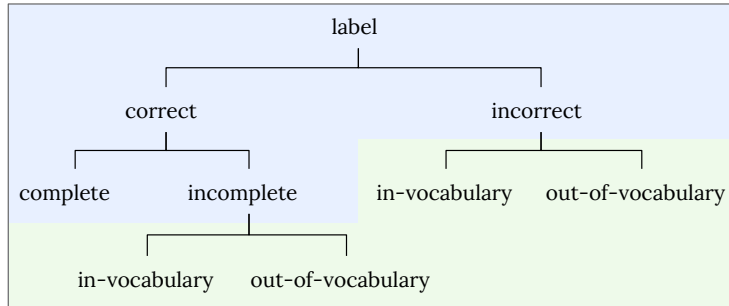 label
correct incorrect
complete incomplete in-vocabulary out-of-vocabulary
in-vocabulary out-of-vocabulary